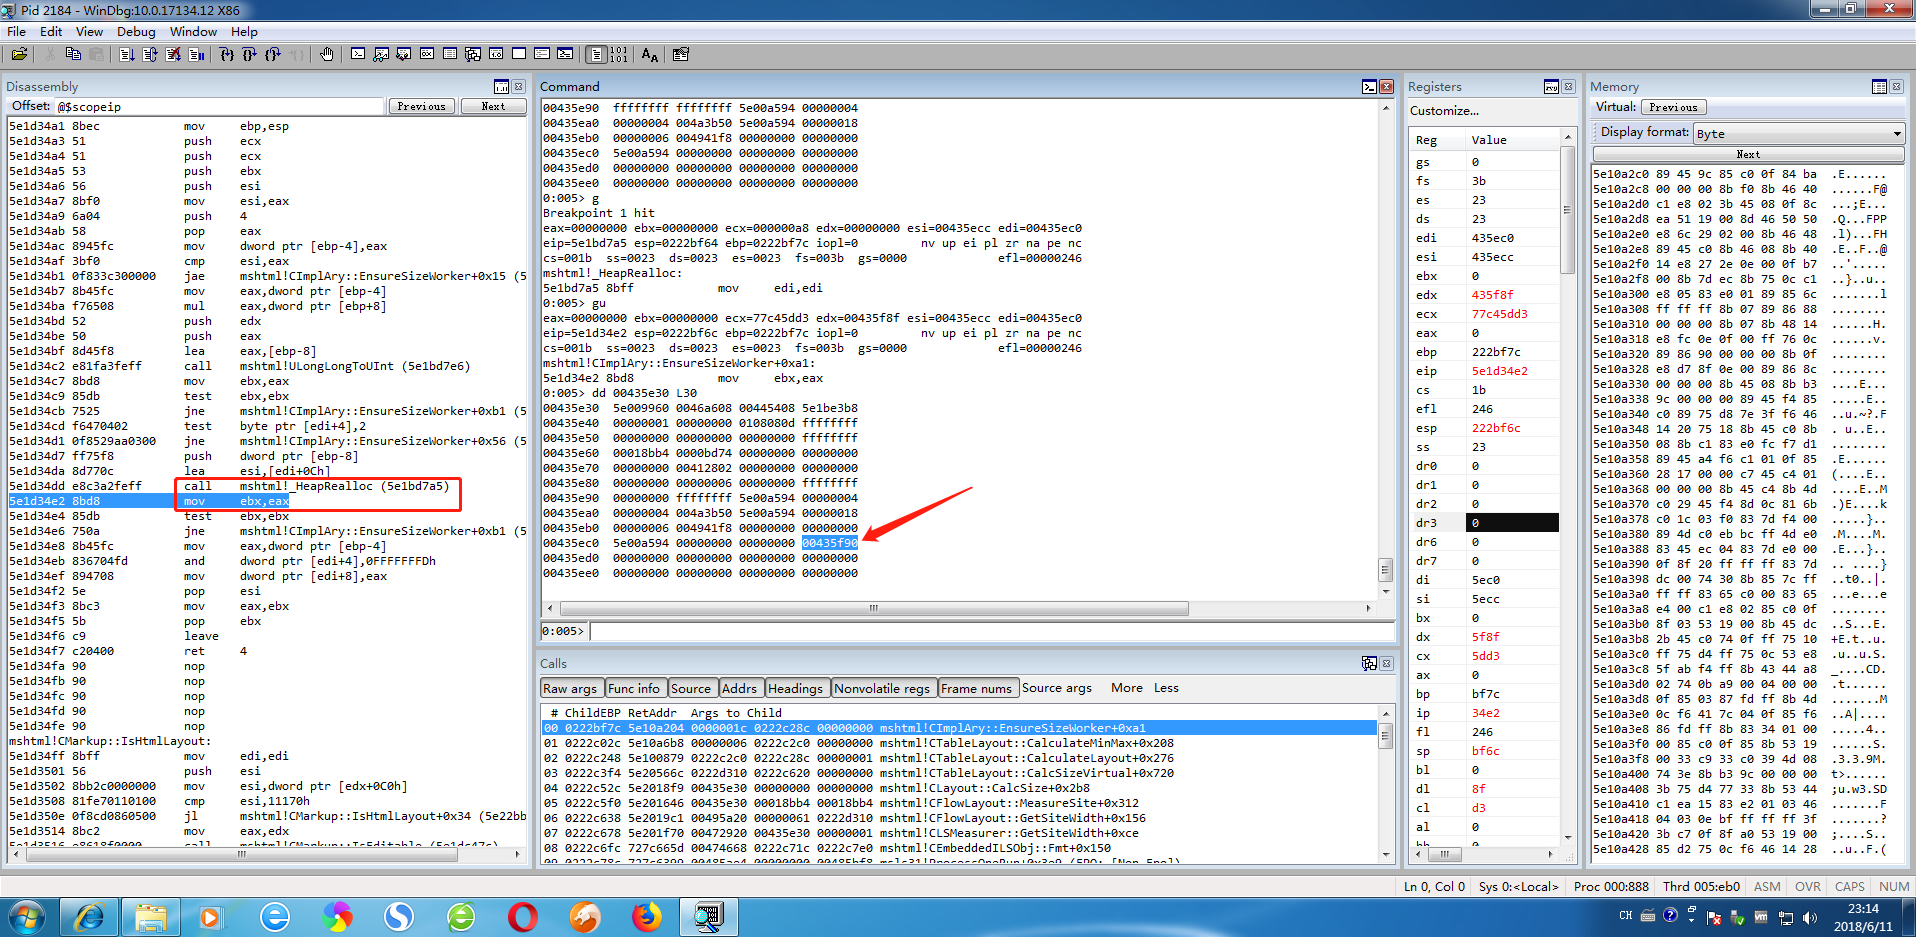 Pid 2184 - WinDbg:10.0.17134.12 X86
File Edit View Debug Window Help
Disassembly
Offset: @$scopeip Previous Next
5e1d34a1 8bec mov ebp,esp
5e1d34a3 51 push ecx
5e1d34a4 51 push ecx
5e1d34a5 53 push ebx
5e1d34a6 56 push esi
5e1d34a7 8bf0 mov esi,eax
5e1d34a9 6a04 push 4
5e1d34ab 58 pop eax
5e1d34ac 8945fc mov dword ptr [ebp-4],eax
5e1d34af 3bf0 cmp esi,eax
5e1d34b1 0f833c300000 jae mshtml!CImplAry::EnsureSizeWorker+0x15 (5
5e1d34b7 8b45fc mov eax,dword ptr [ebp-4]
5e1d34ba f76508 mul eax,dword ptr [ebp+8]
5e1d34bd 52 push edx
5e1d34be 50 push eax
5e1d34bf 8d45f8 lea eax,[ebp-8]
5e1d34c2 e81fa3feff call mshtml!ULongLongToUInt (5e1bd7e6)
5e1d34c7 8bd8 mov ebx,eax
5e1d34c9 85db test ebx,ebx
5e1d34cb 7525 jne mshtml!CImplAry::EnsureSizeWorker+0xb1 (5
5e1d34cd f6470402 test byte ptr [edi+4],2
5e1d34d1 0f8529aa0300 jne mshtml!CImplAry::EnsureSizeWorker+0x56 (5
5e1d34d7 ff75f8 push dword ptr [ebp-8]
5e1d34da 8d770c lea esi,[edi+0Ch]
5e1d34dd e8c3a2feff call mshtml!_HeapRealloc (5e1bd7a5)
5e1d34e2 8bd8 mov ebx,eax
5e1d34e4 85db test ebx,ebx
5e1d34e6 750a jne mshtml!CImplAry::EnsureSizeWorker+0xb1 (5
5e1d34e8 8b45fc mov eax,dword ptr [ebp-4]
5e1d34eb 836704fd and dword ptr [edi+4],0FFFFFFFDh
5e1d34ef 894708 mov dword ptr [edi+8],eax
5e1d34f2 5e pop esi
5e1d34f3 8bc3 mov eax,ebx
5e1d34f5 5b pop ebx
5e1d34f6 c9 leave
5e1d34f7 c20400 ret 4
5e1d34fa 90 nop
5e1d34fb 90 nop
5e1d34fc 90 nop
5e1d34fd 90 nop
5e1d34fe 90 nop
mshtml!CMarkup::IsHtmlLayout:
5e1d34ff 8bff mov edi,edi
5e1d3501 56 push esi
5e1d3502 8bb2c0000000 mov esi,dword ptr [edx+0C0h]
5e1d3508 81fe70110100 cmp esi,11170h
5e1d350e 0f8cd0860500 jl mshtml!CMarkup::IsHtmlLayout+0x34 (5e22bb
5e1d3514 8bc2 mov eax,edx
Command
00435e90 ffffffff ffffffff 5e00a594 00000004
00435ea0 00000004 004a3b50 5e00a594 00000018
00435eb0 00000006 004941f8 00000000 00000000
00435ec0 5e00a594 00000000 00000000 00000000
00435ed0 00000000 00000000 00000000 00000000
00435ee0 00000000 00000000 00000000 00000000
0:005> g
Breakpoint 1 hit
eax=00000000 ebx=00000000 ecx=000000a8 edx=00000000 esi=00435ecc edi=00435ec0
eip=5e1bd7a5 esp=0222bf64 ebp=0222bf7c iopl=0 nv up ei pl zr na pe nc
cs=001b ss=0023 ds=0023 es=0023 fs=003b gs=0000 efl=00000246
mshtml!_HeapRealloc:
5e1bd7a5 8bff mov edi,edi
0:005> gu
eax=00000000 ebx=00000000 ecx=77c45dd3 edx=00435f8f esi=00435ecc edi=00435ec0
eip=5e1d34e2 esp=0222bf6c ebp=0222bf7c iopl=0 nv up ei pl zr na pe nc
cs=001b ss=0023 ds=0023 es=0023 fs=003b gs=0000 efl=00000246
mshtml!CImplAry::EnsureSizeWorker+0xa1:
5e1d34e2 8bd8 mov ebx,eax
0:005> dd 00435e30 L30
00435e30 5e009960 0046a608 00445408 5e1be3b8
00435e40 00000001 00000000 0108080d ffffffff
00435e50 00000000 00000000 00000000 ffffffff
00435e60 00018bb4 0000bd74 00000000 00000000
00435e70 00000000 00412802 00000000 00000000
00435e80 00000000 00000006 00000000 ffffffff
00435e90 00000000 ffffffff 5e00a594 00000004
00435ea0 00000004 004a3b50 5e00a594 00000018
00435eb0 00000006 004941f8 00000000 00000000
00435ec0 5e00a594 00000000 00000000 00435f90
00435ed0 00000000 00000000 00000000 00000000
00435ee0 00000000 00000000 00000000 00000000
0:005>
Calls
Raw args Func info Source Addrs Headings Nonvolatile regs Frame nums Source args More Less
# ChildEBP RetAddr Args to Child
00 0222bf7c 5e10a204 0000001c 0222c28c 00000000 mshtml!CImplAry::EnsureSizeWorker+0xa1
01 0222c02c 5e10a6b8 00000006 0222c2c0 00000000 mshtml!CTableLayout::CalculateMinMax+0x208
02 0222c248 5e100879 0222c2c0 0222c28c 00000001 mshtml!CTableLayout::CalculateLayout+0x276
03 0222c3f4 5e20566c 0222d310 0222c620 00000000 mshtml!CTableLayout::CalcSizeVirtual+0x720
04 0222c52c 5e2018f9 00435e30 00000000 00000000 mshtml!CLayout::CalcSize+0x2b8
05 0222c5f0 5e201646 00435e30 00018bb4 00018bb4 mshtml!CFlowLayout::MeasureSite+0x312
06 0222c638 5e2019c1 00495a20 00000061 0222d310 mshtml!CFlowLayout::GetSiteWidth+0x156
07 0222c678 5e201f70 00472920 00435e30 00000001 mshtml!CLSMeasurer::GetSiteWidth+0xce
08 0222c6fc 727c665d 00474668 0222c71c 0222c7e0 mshtml!CEmbeddedILSObj::Fmt+0x150
Registers
Customize...
Reg Value
gs 0
fs 3b
es 23
ds 23
edi 435ec0
esi 435ecc
ebx 0
edx 435f8f
ecx 77c45dd3
eax 0
ebp 222bf7c
eip 5e1d34e2
cs 1b
efl 246
esp 222bf6c
ss 23
dr0 0
dr1 0
dr2 0
dr3 0
dr6 0
dr7 0
di 5ec0
si 5ecc
bx 0
dx 5f8f
cx 5dd3
ax 0
bp bf7c
ip 34e2
fl 246
sp bf6c
bl 0
dl 8f
cl d3
al 0
Memory
Virtual: Previous
Display format: Byte
Next
5e10a2c0 89 45 9c 85 c0 0f 84 ba .E......
5e10a2c8 00 00 00 8b f0 8b 46 40 ......F@
5e10a2d0 c1 e8 02 3b 45 08 0f 8c ...;E...
5e10a2d8 ea 51 19 00 8d 46 50 50 .Q...FPP
5e10a2e0 e8 6c 29 02 00 8b 46 48 .l)...FH
5e10a2e8 89 45 c0 8b 46 08 8b 40 .E..F..@
5e10a2f0 14 e8 27 2e 0e 00 0f b7 ..'.....
5e10a2f8 00 8b 7d ec 8b 75 0c c1 ..}..u..
5e10a300 e8 05 83 e0 01 89 85 6c .......l
5e10a308 ff ff ff 8b 07 89 86 88 ........
5e10a310 00 00 00 8b 07 8b 48 14 ......H.
5e10a318 e8 fc 0e 0f 00 ff 76 0c ......v.
5e10a320 89 86 90 00 00 00 8b 0f ........
5e10a328 e8 d7 8f 0e 00 89 86 8c ........
5e10a330 00 00 00 8b 45 08 8b b3 ....E...
5e10a338 9c 00 00 00 89 45 f4 85 .....E..
5e10a340 c0 89 75 d8 7e 3f f6 46 ..u.~?.F
5e10a348 14 20 75 18 8b 45 c0 8b . u..E..
5e10a350 08 8b c1 83 e0 fc f7 d1 ........
5e10a358 89 45 a4 f6 c1 01 0f 85 .E......
5e10a360 28 17 00 00 c7 45 c4 01 (....E..
5e10a368 00 00 00 8b 45 c4 8b 4d ....E..M
5e10a370 c0 29 45 f4 8d 0c 81 6b .)E....k
5e10a378 c0 1c 03 f0 83 7d f4 00 .....}..
5e10a380 89 4d c0 eb bc ff 4d e0 .M....M.
5e10a388 83 45 ec 04 83 7d e0 00 .E...}..
5e10a390 0f 8f 20 ff ff ff 83 7d .. ....}
5e10a398 dc 00 74 30 8b 85 7c ff ..t0..|.
5e10a3a0 ff ff 83 65 c0 00 83 65 ...e...e
5e10a3a8 e4 00 c1 e8 02 85 c0 0f ........
5e10a3b0 8f 03 53 19 00 8b 45 dc ..S...E.
5e10a3b8 2b 45 c0 74 0f ff 75 10 +E.t..u.
5e10a3c0 ff 75 d4 ff 75 0c 53 e8 .u..u.S.
5e10a3c8 5f ab f4 ff 8b 43 44 a8 _....CD.
5e10a3d0 02 74 0b a9 00 04 00 00 .t......
5e10a3d8 0f 85 03 87 fd ff 8b 4d .......M
5e10a3e0 0c f6 41 7c 04 0f 85 f6 ..A|....
5e10a3e8 86 fd ff 8b 83 34 01 00 .....4..
5e10a3f0 00 85 c0 0f 85 8b 53 19 ......S.
5e10a3f8 00 33 c9 33 c0 39 4d 08 .3.3.9M.
5e10a400 74 3e 8b b3 9c 00 00 00 t>......
5e10a408 3b 75 d4 77 33 8b 53 44 ;u.w3.SD
5e10a410 c1 ea 15 83 e2 01 03 46 .......F
5e10a418 04 03 0e bf ff ff ff 3f .......?
5e10a420 3b c7 0f 8f a0 53 19 00 ;....S..
5e10a428 85 d2 75 0c f6 46 14 28 ..u..F.(
Ln 0, Col 0 Sys 0:<Local> Proc 000:888 Thrd 005:eb0 ASM OVR CAPS NUM
CH
23:14
2018/6/11